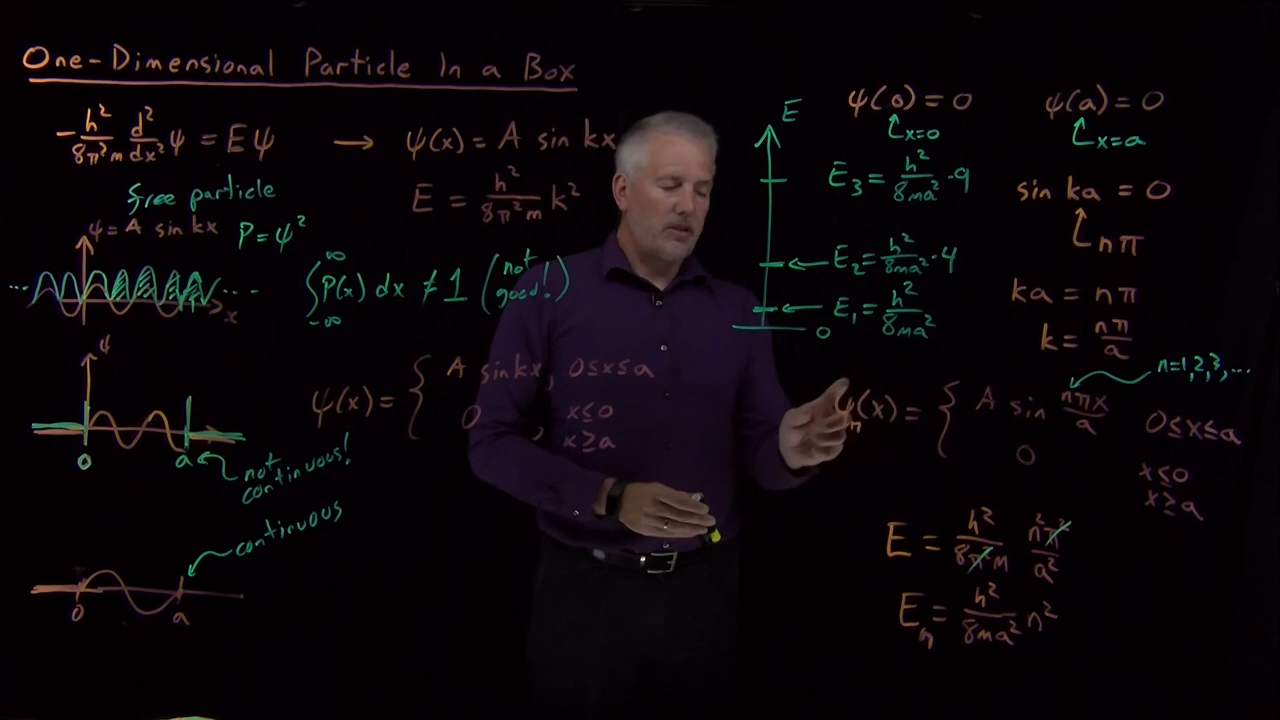 One-Dimensional Particle In a Box
-h²/8π²m d²/dx² ψ = Eψ → ψ(x) = A sin kx
E = h²/8π²m k²
free particle
ψ = A sin kx
P = ψ²
x
∫_{-∞}^{∞} P(x) dx ≠ 1 (not good!)
ψ
0 a
not
continuous!
continuous
0 a
ψ(x) = { A sin kx, 0≤x≤a
0 , x≤0
x≥a
E
E₃ = h²/8ma² ·9
E₂ = h²/8ma² ·4
E₁ = h²/8ma²
0
ψ(0) = 0
x=0
ψ(a) = 0
x=a
sin ka = 0
nπ
ka = nπ
k = nπ/a
n=1,2,3,...
ψₙ(x) = { A sin nπx/a 0≤x≤a
0 x≤0
x≥a
E = h²/8π²m n²π²/a²
Eₙ = h²/8ma² n²